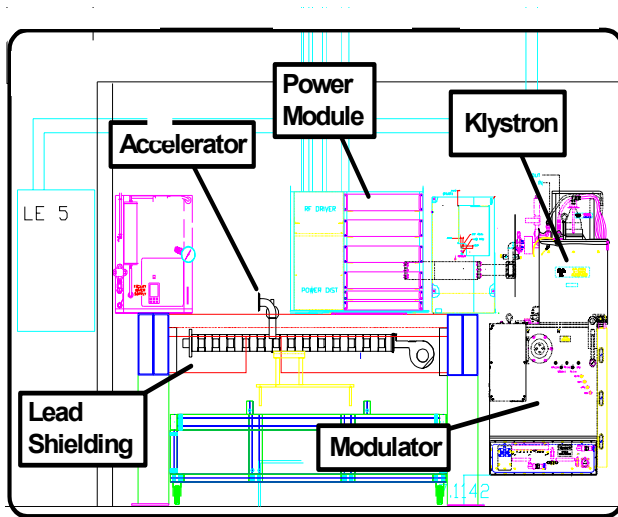 Power
Module
Klystron
Accelerator
LE 5
RF DRIVER
POWER DIST
Lead
Shielding
Modulator
.1142